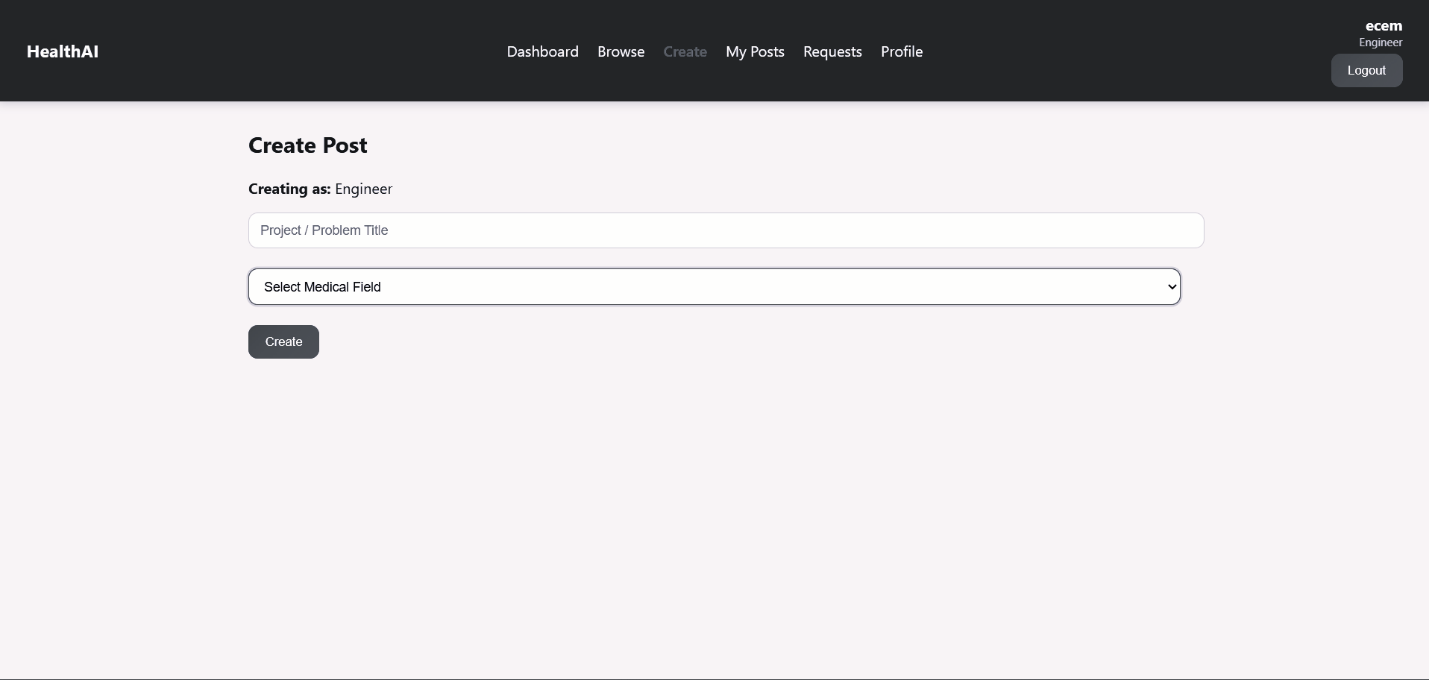 HealthAI
Dashboard Browse Create My Posts Requests Profile
ecem
Engineer
Logout
Create Post
Creating as: Engineer
Project / Problem Title
Select Medical Field
Create